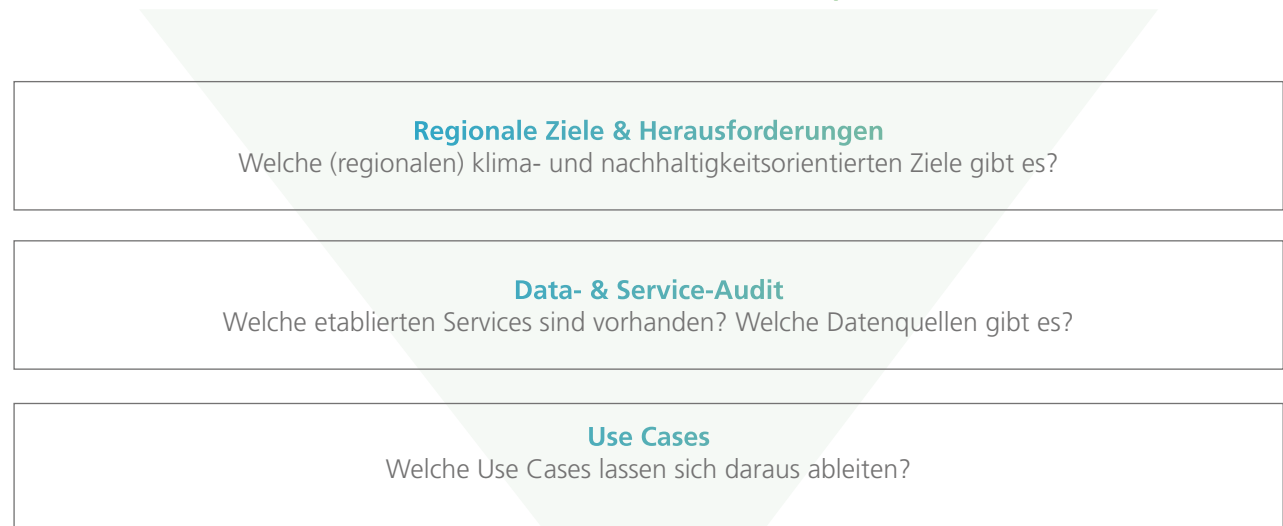 Regionale Ziele & Herausforderungen
Welche (regionalen) klima- und nachhaltigkeitsorientierten Ziele gibt es?
Data- & Service-Audit
Welche etablierten Services sind vorhanden? Welche Datenquellen gibt es?
Use Cases
Welche Use Cases lassen sich daraus ableiten?